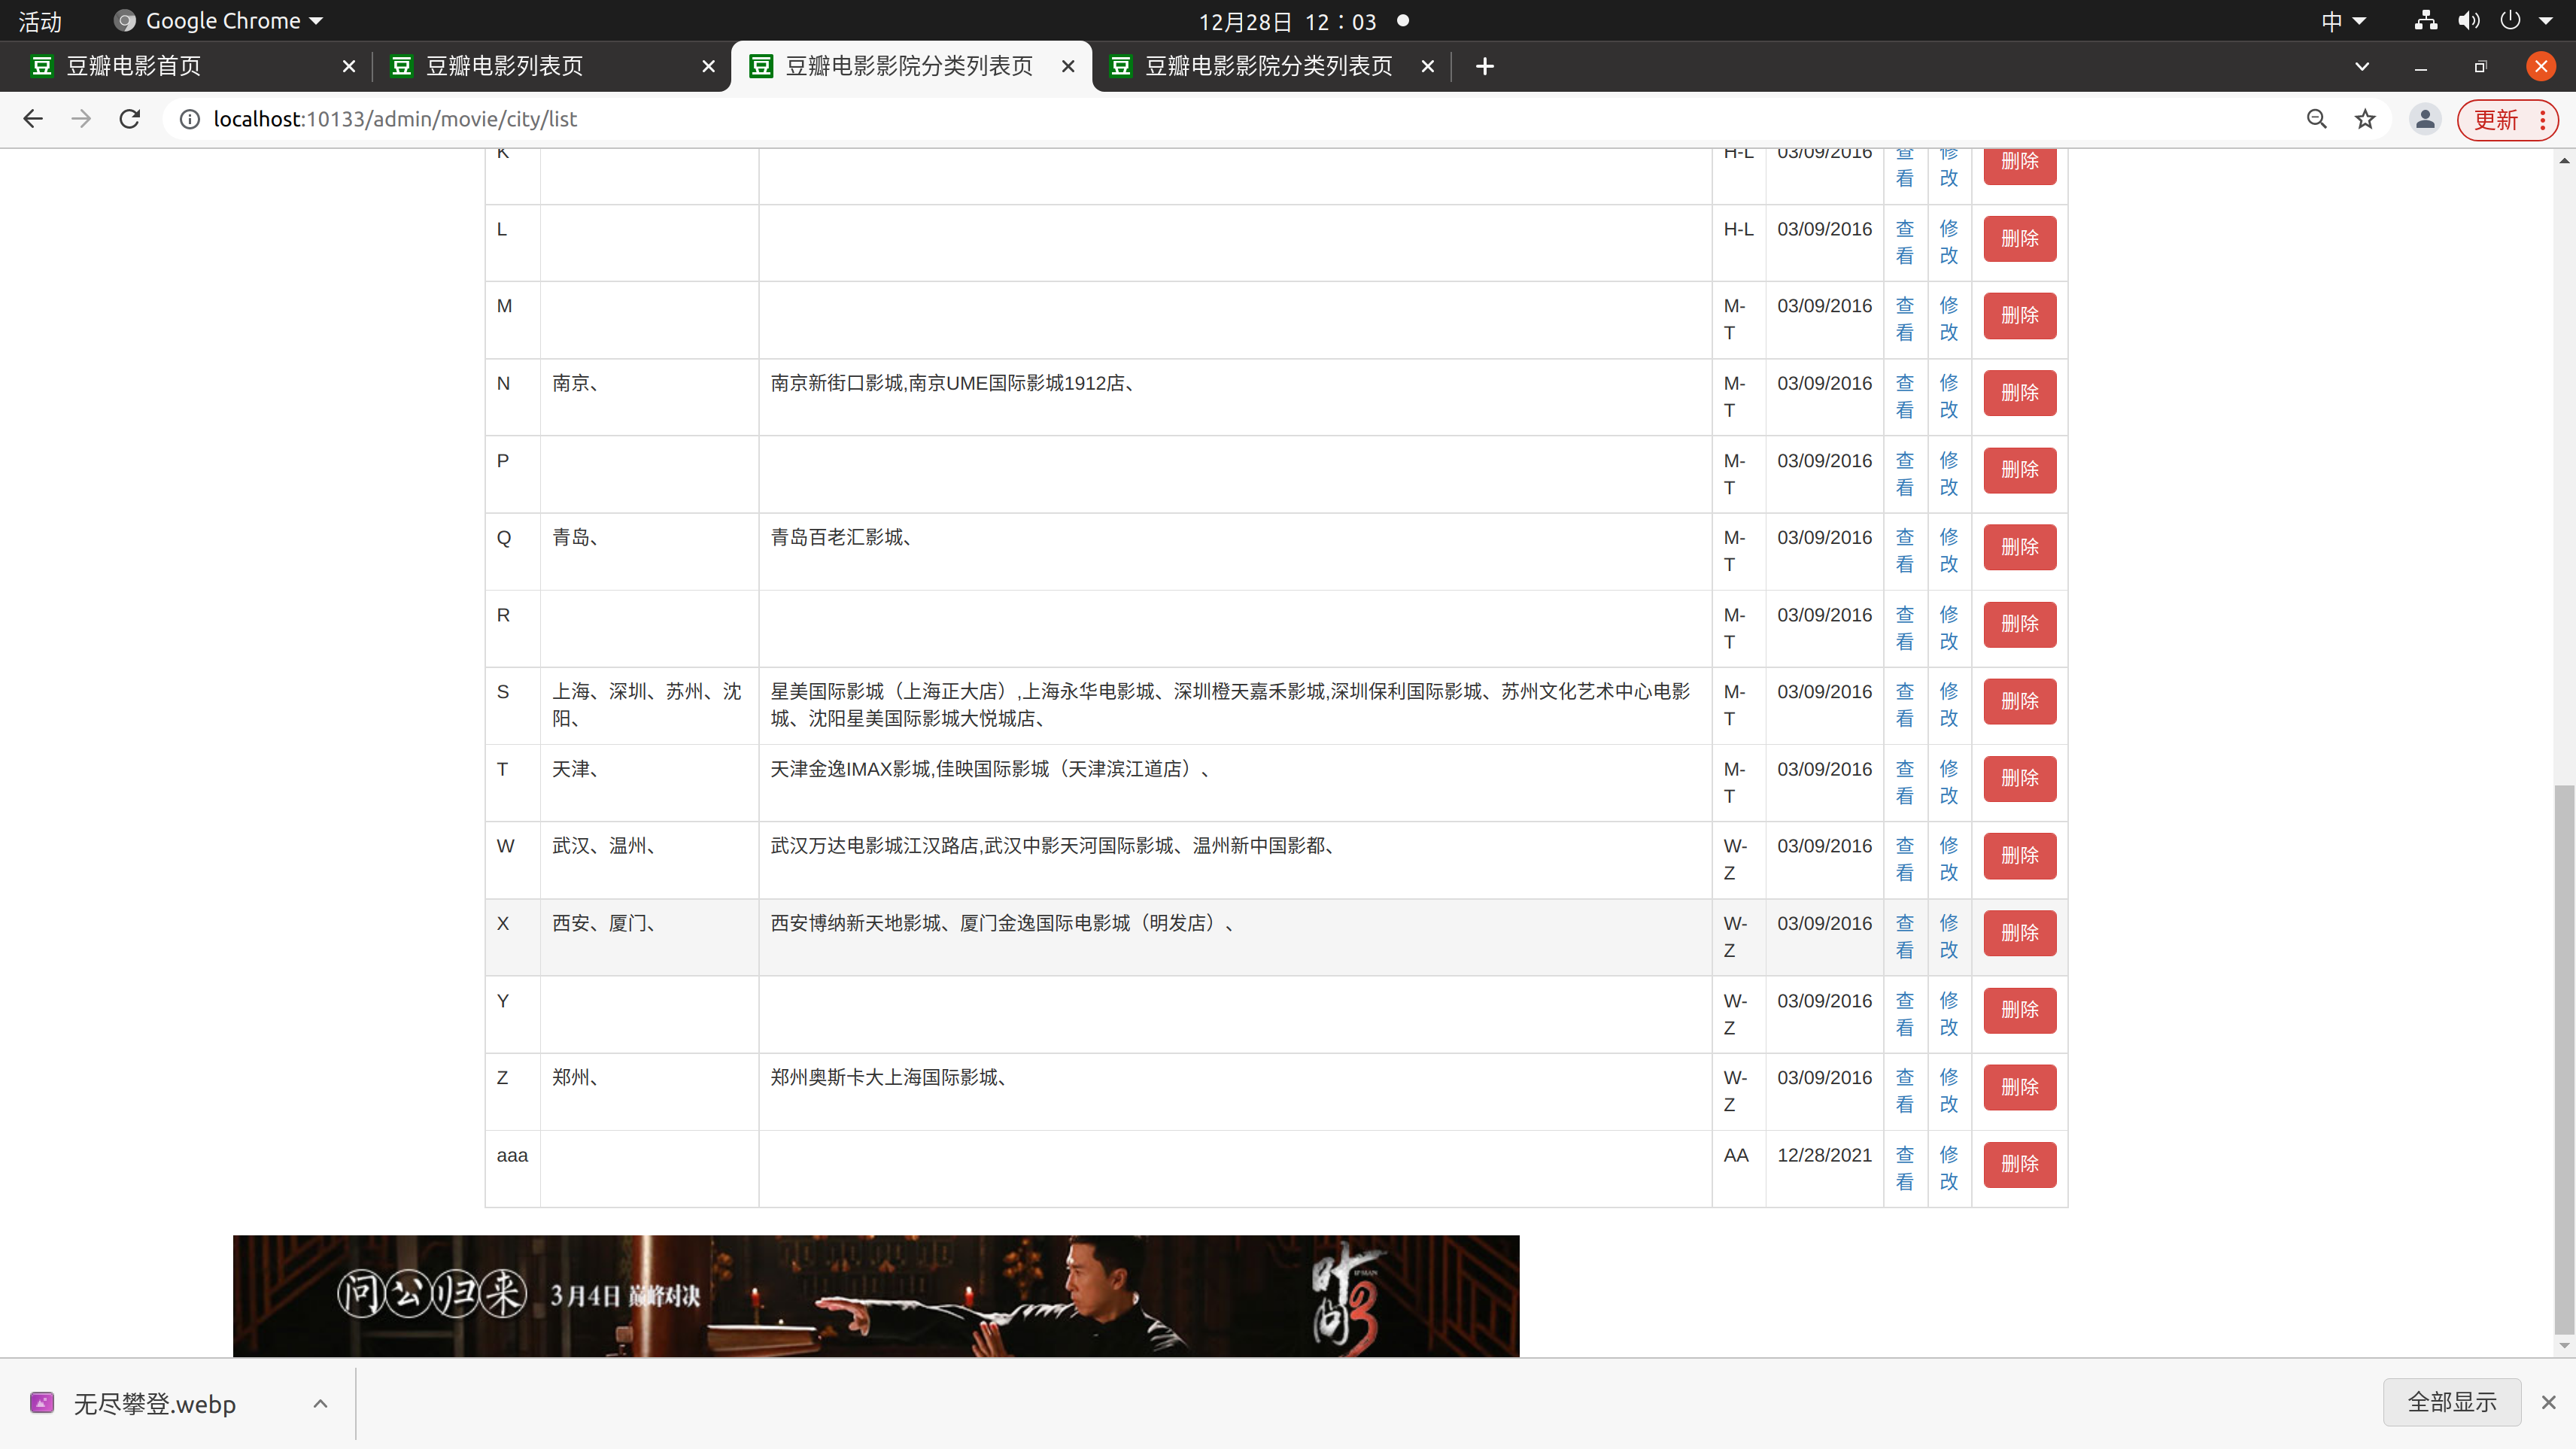 活动
Google Chrome
12月28日 12：03
中
豆瓣电影首页
豆瓣电影列表页
豆瓣电影影院分类列表页
豆瓣电影影院分类列表页
localhost:10133/admin/movie/city/list
更新
K H-L 03/09/2016 查看 修改 删除
L H-L 03/09/2016 查看 修改 删除
M M-T 03/09/2016 查看 修改 删除
N 南京、 南京新街口影城,南京UME国际影城1912店、 M-T 03/09/2016 查看 修改 删除
P M-T 03/09/2016 查看 修改 删除
Q 青岛、 青岛百老汇影城、 M-T 03/09/2016 查看 修改 删除
R M-T 03/09/2016 查看 修改 删除
S 上海、深圳、苏州、沈阳、 星美国际影城（上海正大店）,上海永华电影城、深圳橙天嘉禾影城,深圳保利国际影城、苏州文化艺术中心电影城、沈阳星美国际影城大悦城店、 M-T 03/09/2016 查看 修改 删除
T 天津、 天津金逸IMAX影城,佳映国际影城（天津滨江道店）、 M-T 03/09/2016 查看 修改 删除
W 武汉、温州、 武汉万达电影城江汉路店,武汉中影天河国际影城、温州新中国影都、 W-Z 03/09/2016 查看 修改 删除
X 西安、厦门、 西安博纳新天地影城、厦门金逸国际电影城（明发店）、 W-Z 03/09/2016 查看 修改 删除
Y W-Z 03/09/2016 查看 修改 删除
Z 郑州、 郑州奥斯卡大上海国际影城、 W-Z 03/09/2016 查看 修改 删除
aaa AA 12/28/2021 查看 修改 删除
问公归来 3月4日 巅峰对决
叶问3
无尽攀登.webp
全部显示